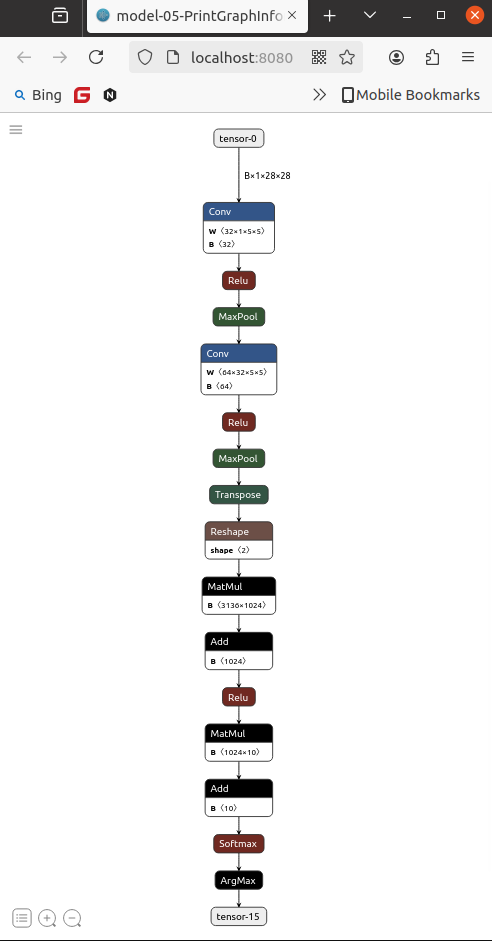 model-05-PrintGraphInfo
localhost:8080
Bing
G
N
Mobile Bookmarks
tensor-0
B×1×28×28
Conv
W ⟨32×1×5×5⟩
B ⟨32⟩
Relu
MaxPool
Conv
W ⟨64×32×5×5⟩
B ⟨64⟩
Relu
MaxPool
Transpose
Reshape
shape ⟨2⟩
MatMul
B ⟨3136×1024⟩
Add
B ⟨1024⟩
Relu
MatMul
B ⟨1024×10⟩
Add
B ⟨10⟩
Softmax
ArgMax
tensor-15